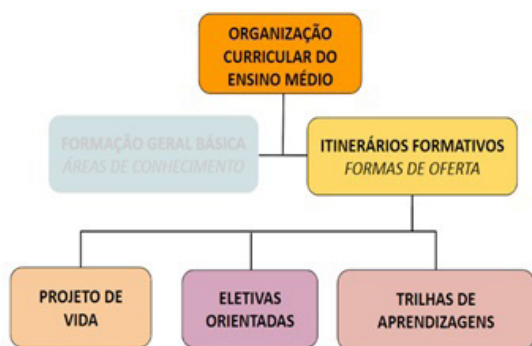 ORGANIZAÇÃO
CURRICULAR DO
ENSINO MÉDIO
FORMAÇÃO GERAL BÁSICA
ÁREAS DE CONHECIMENTO
ITINERÁRIOS FORMATIVOS
FORMAS DE OFERTA
PROJETO DE
VIDA
ELETIVAS
ORIENTADAS
TRILHAS DE
APRENDIZAGENS